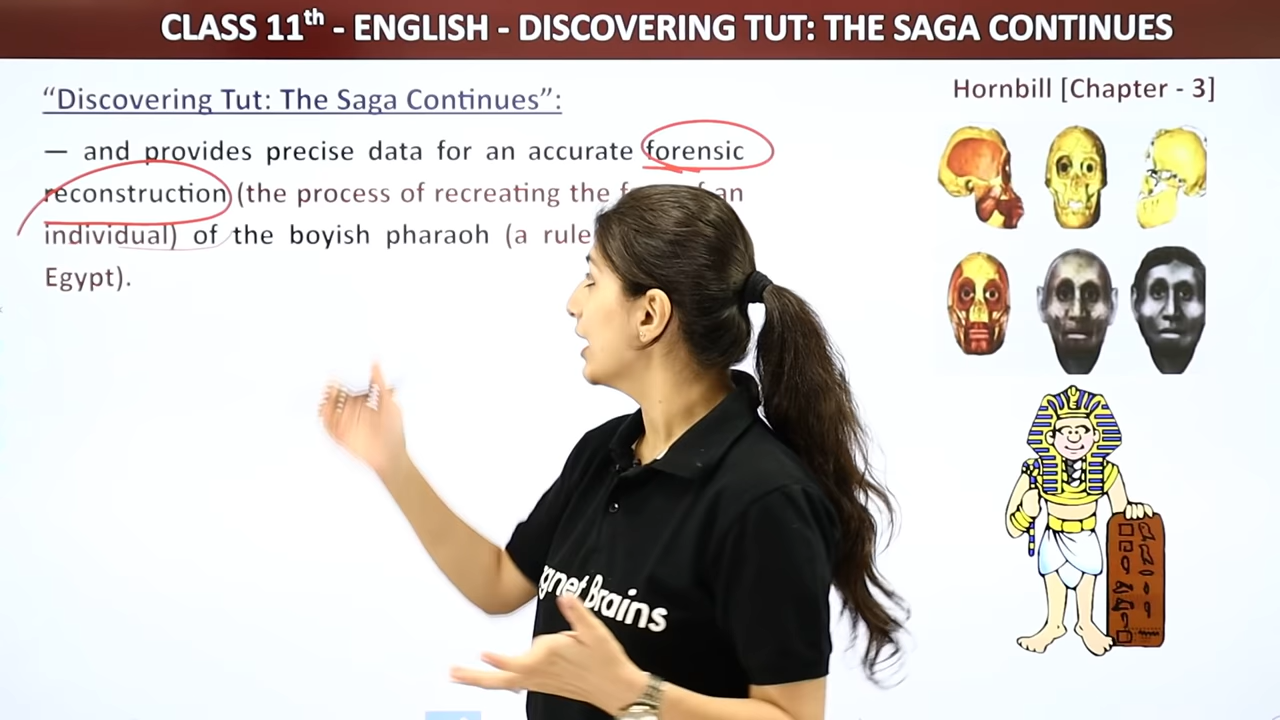 CLASS 11th - ENGLISH - DISCOVERING TUT: THE SAGA CONTINUES
“Discovering Tut: The Saga Continues”:
Hornbill [Chapter - 3]
— and provides precise data for an accurate forensic
reconstruction (the process of recreating the an
individual) of the boyish pharaoh (a
Egypt).
Brains